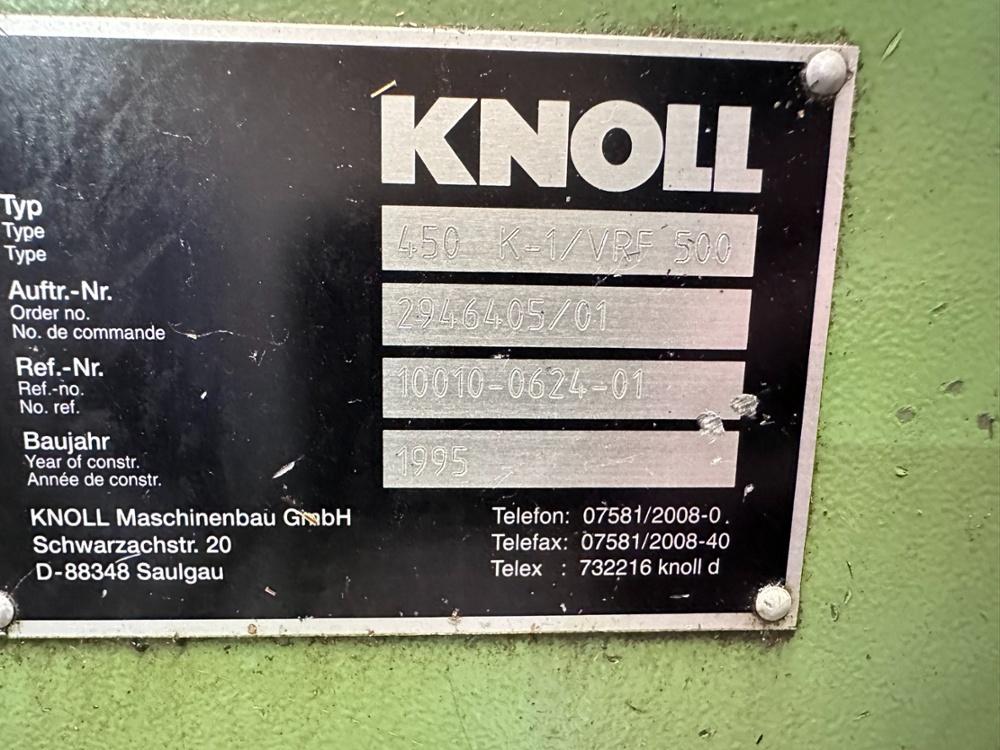 KNOLL
Typ
Type
Type
450 K-1/VRF 500
Auftr.-Nr.
Order no.
No. de commande
2946405/01
Ref.-Nr.
Ref.-no.
No. ref.
10010-0624-01
Baujahr
Year of constr.
Année de constr.
1995
KNOLL Maschinenbau GmbH
Schwarzachstr. 20
D-88348 Saulgau
Telefon: 07581/2008-0.
Telefax: 07581/2008-40
Telex : 732216 knoll d